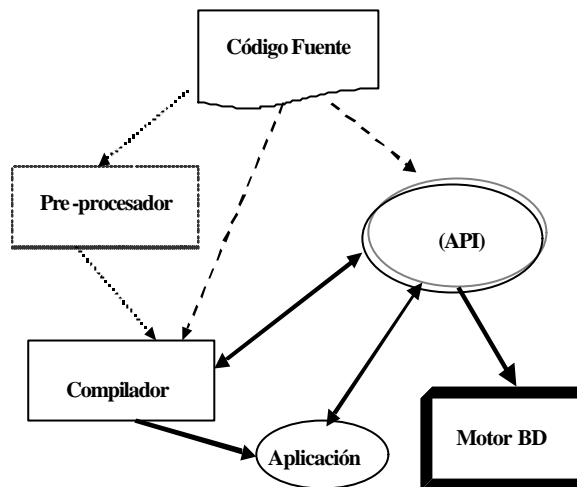 Código Fuente
Pre-procesador
(API)
Compilador
Motor BD
Aplicación